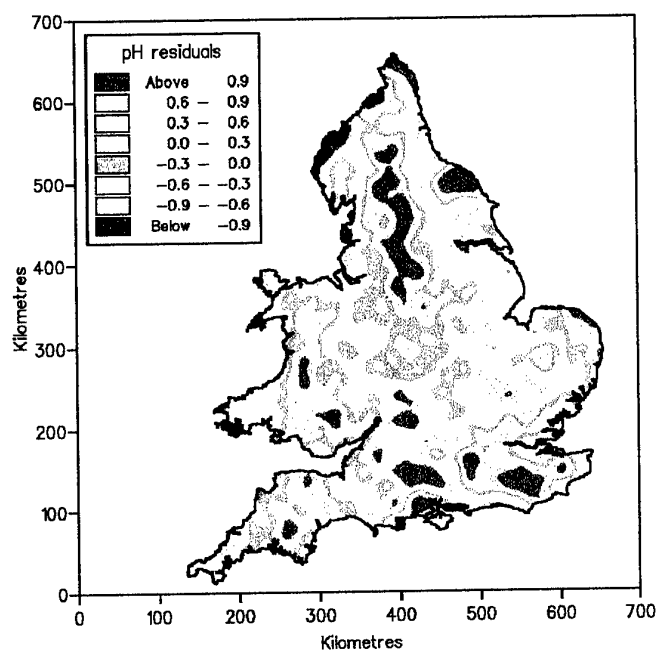 700
600
500
400
300
200
100
0
Kilometres
pH residuals
Above 0.9
0.6 – 0.9
0.3 – 0.6
0.0 – 0.3
−0.3 – 0.0
−0.6 – −0.3
−0.9 – −0.6
Below −0.9
0 100 200 300 400 500 600 700
Kilometres